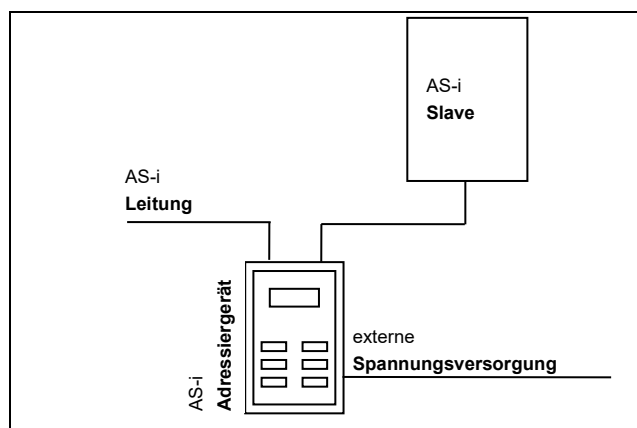 AS-i
Slave
AS-i
Leitung
AS-i
Adressiergerät
externe
Spannungsversorgung